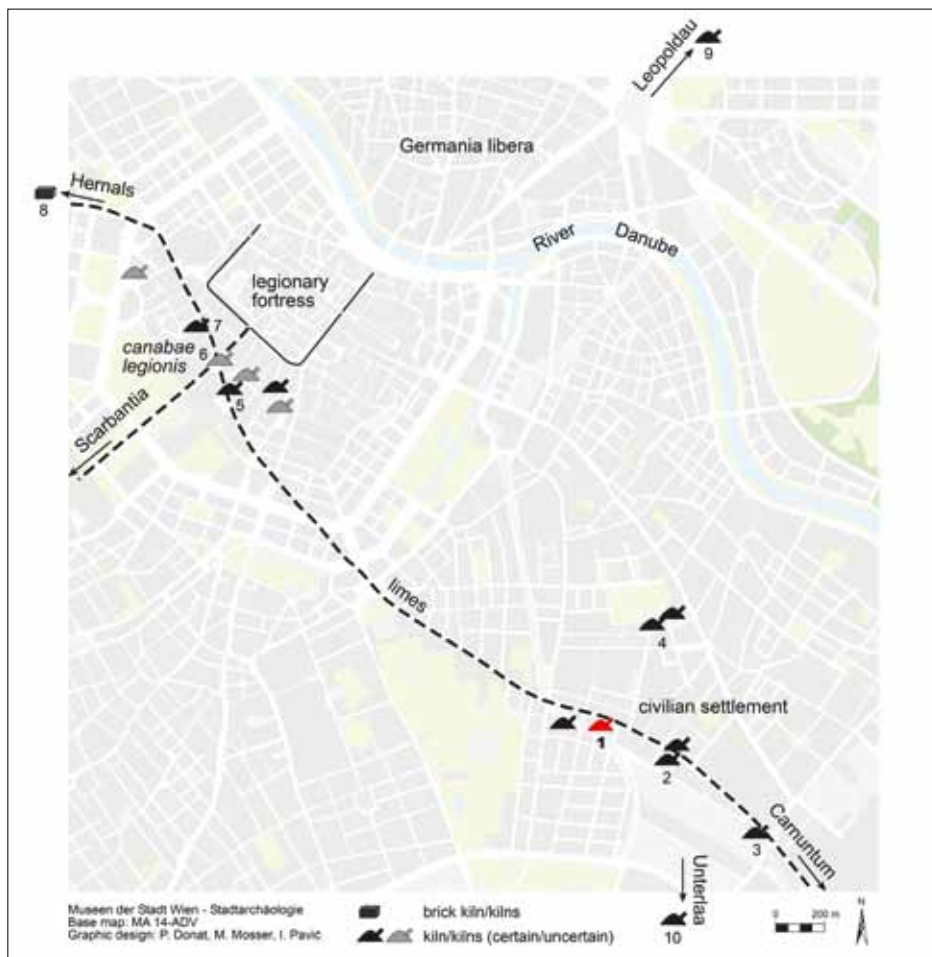 Leopoldau
9
Germania libera
Hernals
8
River Danube
legionary
fortress
7
canabae
legionis
6
5
Scarbantia
limes
4
civilian settlement
1
2
3
Carnuntum
Unterlaa
10
Museen der Stadt Wien - Stadtarchäologie
Base map: MA 14-ADV
Graphic design: P. Donat, M. Mosser, I. Pavić
brick kiln/kilns
kiln/kilns (certain/uncertain)
0 200 m
N